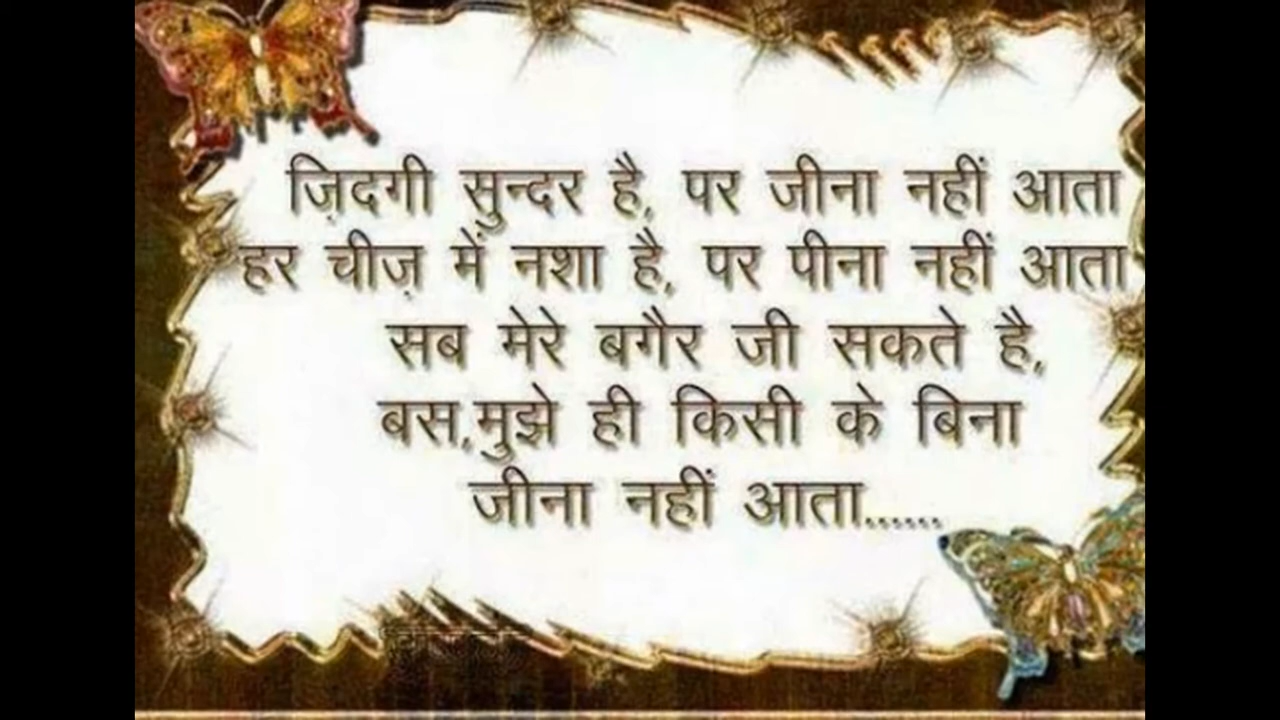 ज़िदगी सुन्दर है, पर जीना नहीं आता
हर चीज़ में नशा है, पर पीना नहीं आता
सब मेरे बगैर जी सकते है,
बस,मुझे ही किसी के बिना
जीना नहीं आता......